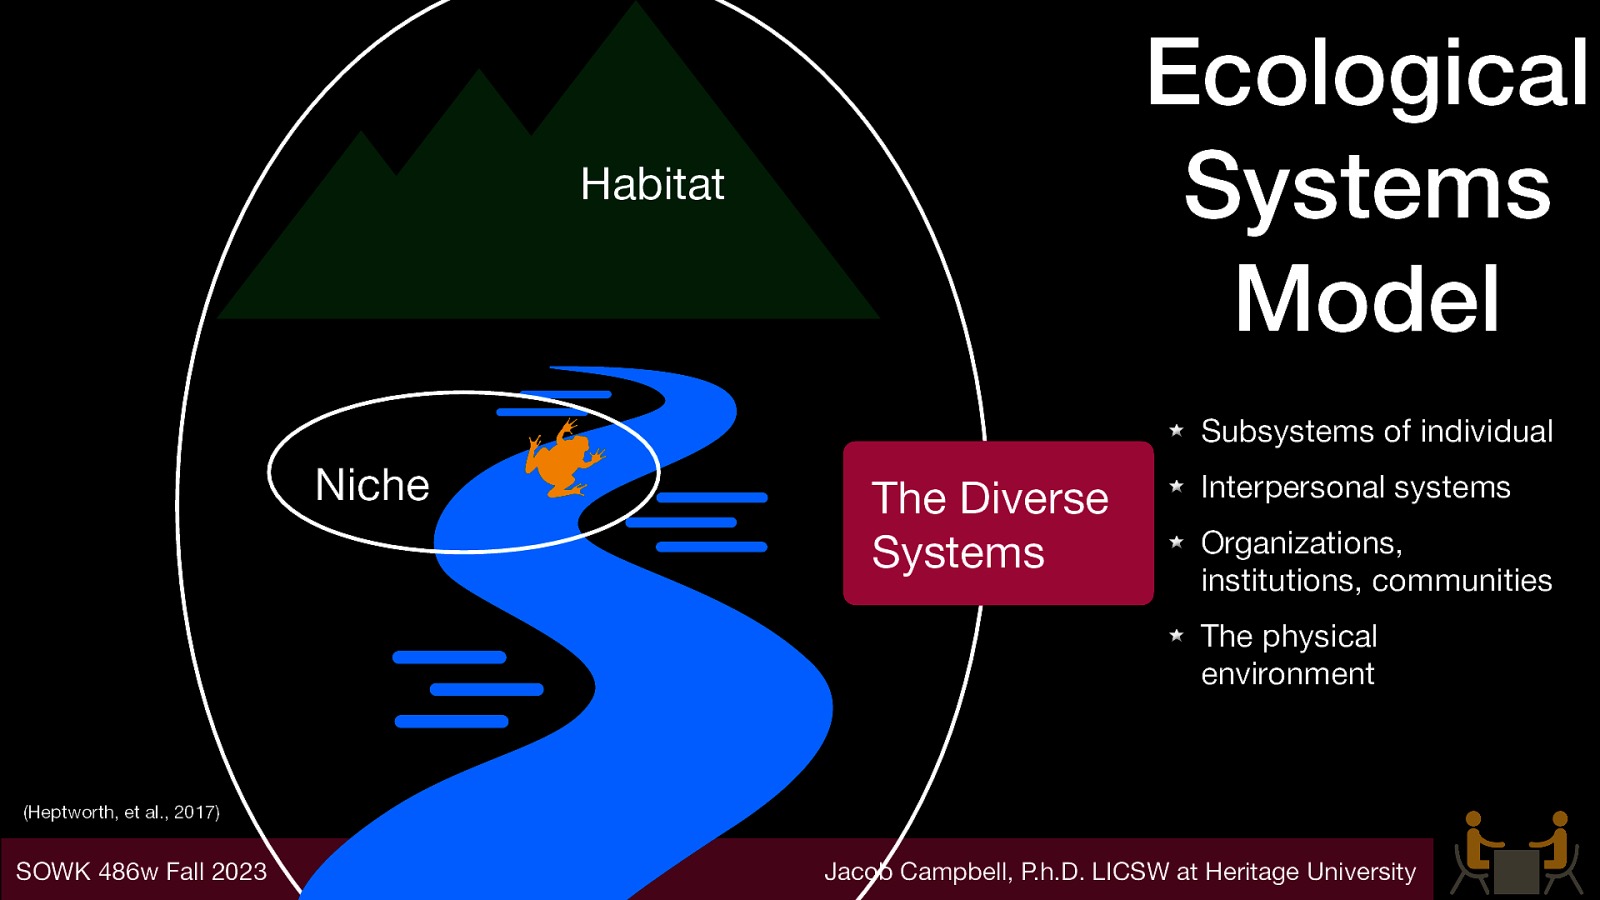 Ecological
Systems
Model
Habitat
Niche
The Diverse
Systems
Subsystems of individual
Interpersonal systems
Organizations,
institutions, communities
The physical
environment
(Heptworth, et al., 2017)
SOWK 486w Fall 2023
Jacob Campbell, P.h.D. LICSW at Heritage University